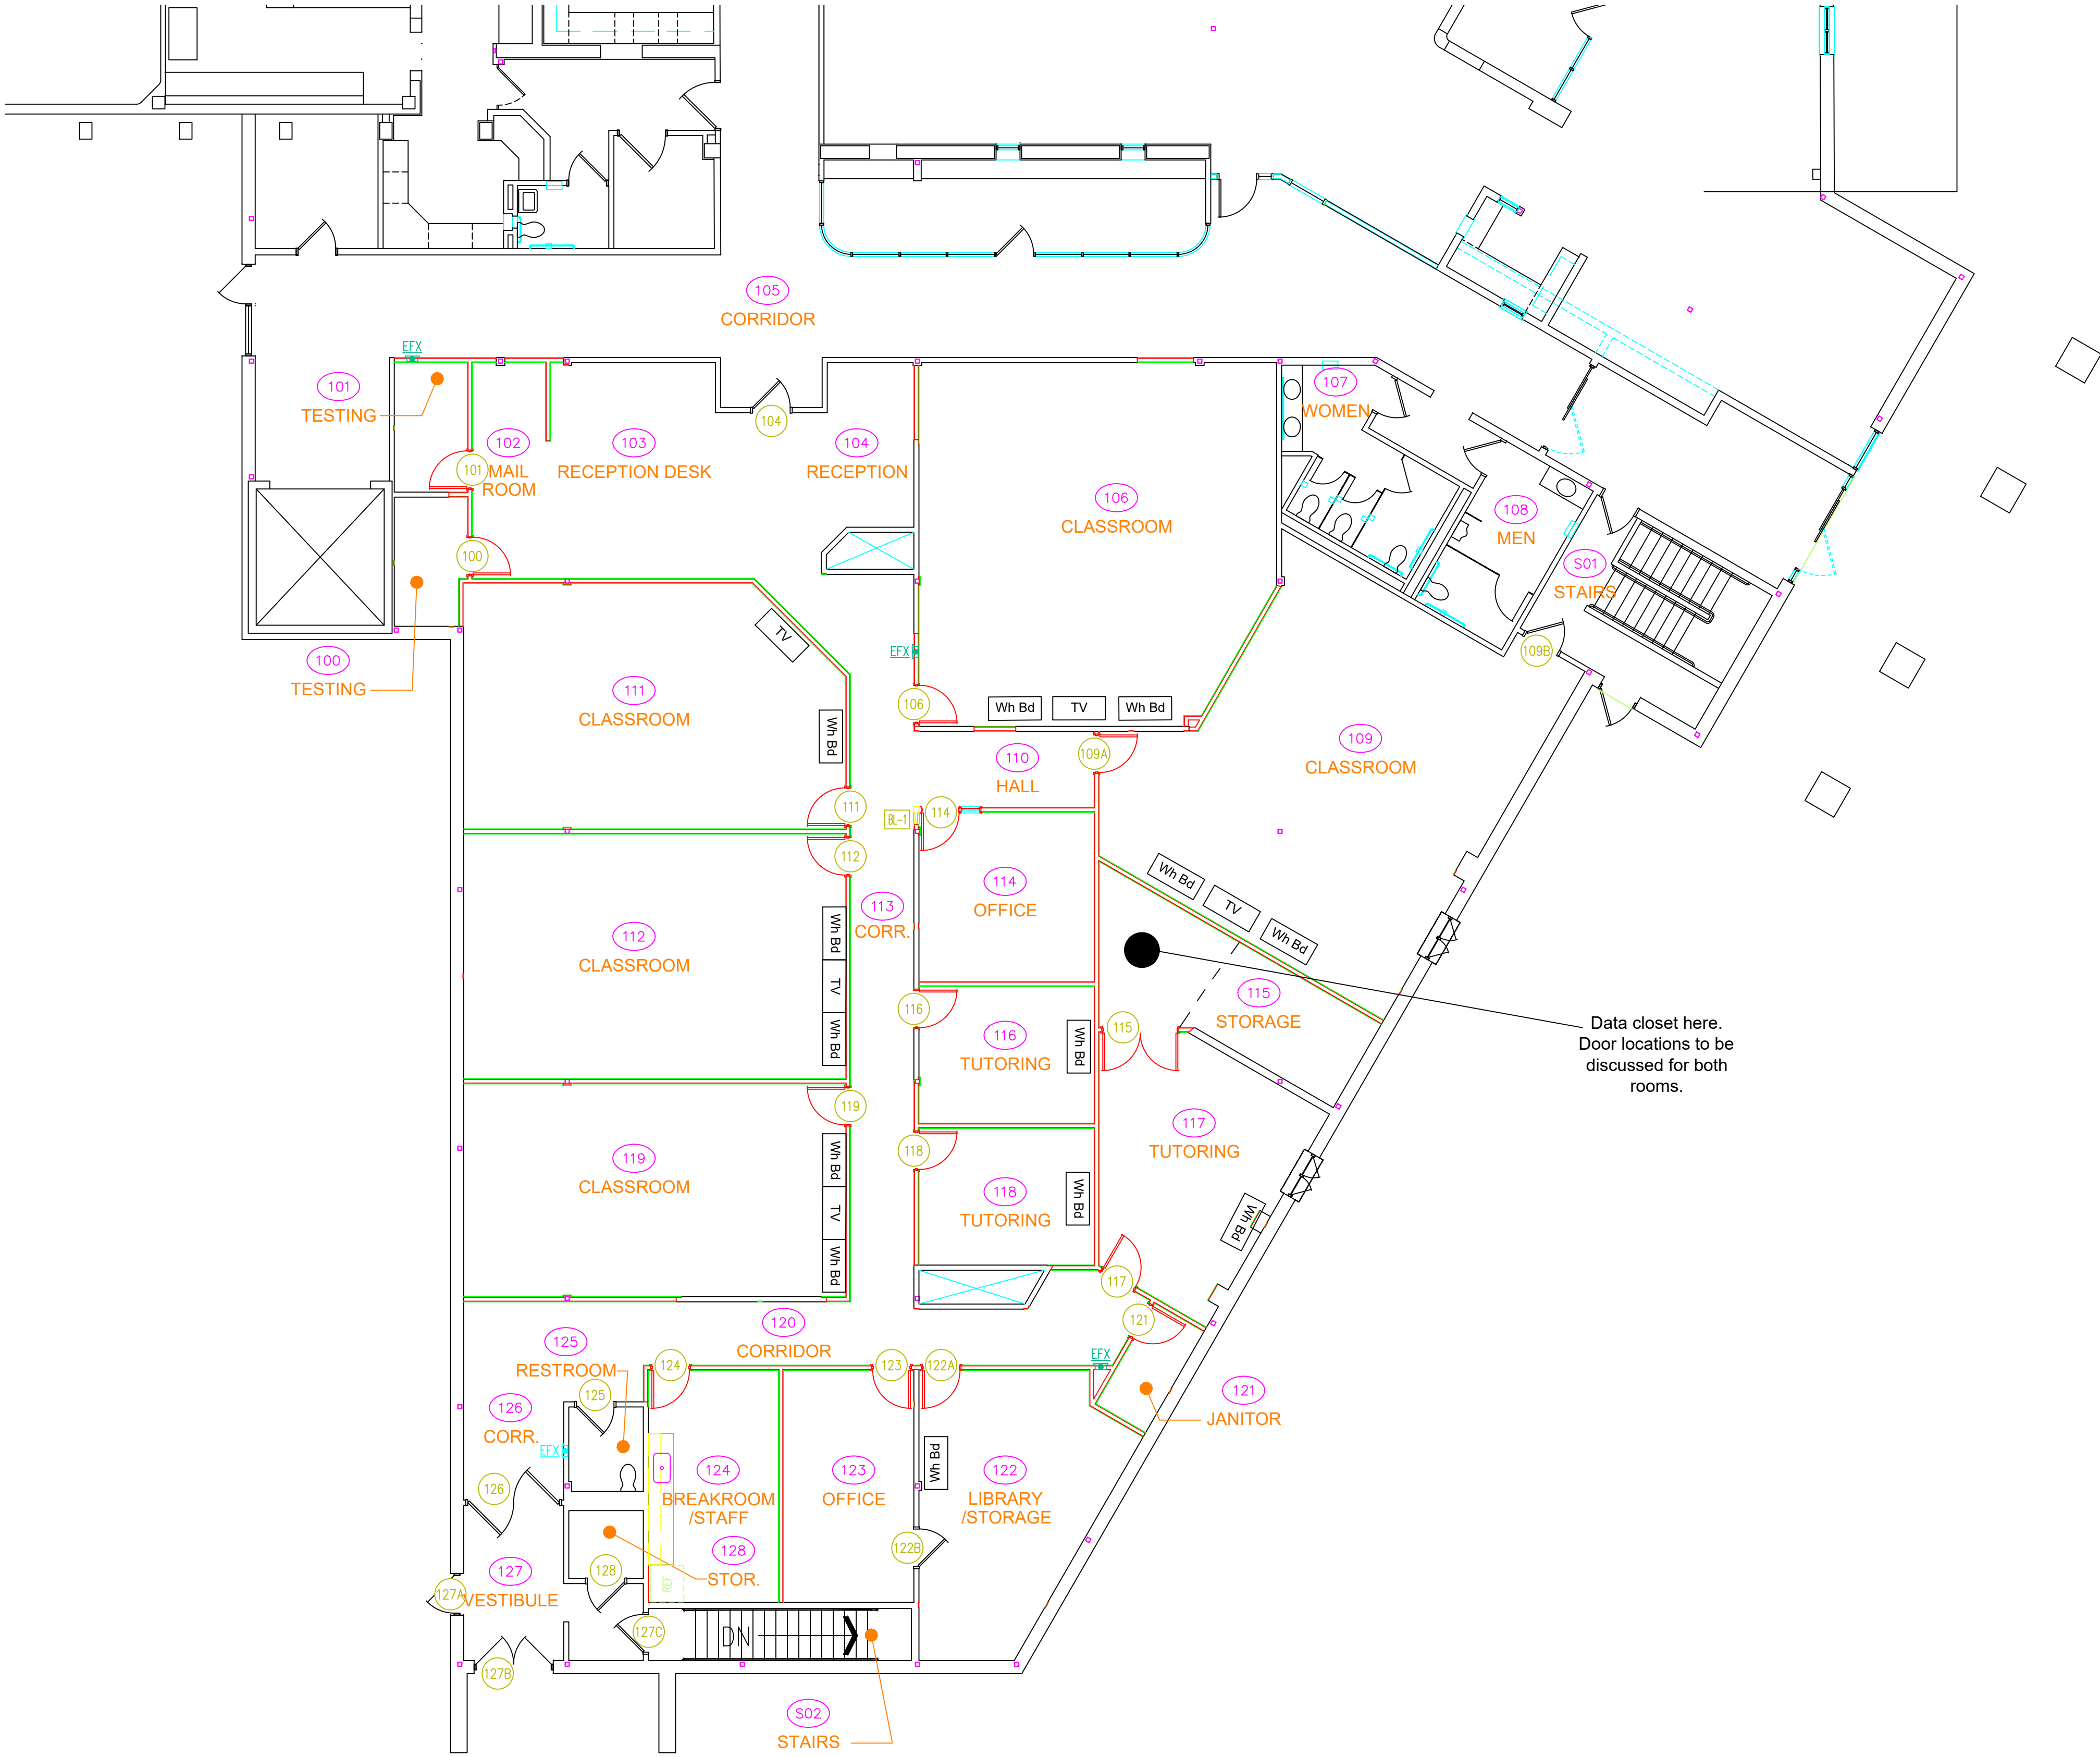 105
CORRIDOR
EFX
101
TESTING
107
WOMEN
104
102
MAIL
ROOM
101
103
RECEPTION DESK
104
RECEPTION
106
CLASSROOM
108
MEN
100
S01
STAIRS
100
TESTING
TV
EFX
109B
111
CLASSROOM
Wh Bd
106
Wh Bd
TV
Wh Bd
109A
110
HALL
109
CLASSROOM
111
BL-1
114
112
Wh Bd
TV
Wh Bd
114
OFFICE
113
CORR.
112
CLASSROOM
Wh Bd
TV
Wh Bd
115
STORAGE
116
116
TUTORING
Wh Bd
115
Data closet here.
Door locations to be
discussed for both
rooms.
119
117
TUTORING
118
119
CLASSROOM
Wh Bd
TV
Wh Bd
118
TUTORING
Wh Bd
Wh Bd
117
121
120
CORRIDOR
125
RESTROOM
124
123
122A
EFX
125
121
JANITOR
126
CORR.
EFX
126
124
BREAKROOM
/STAFF
123
OFFICE
Wh Bd
122
LIBRARY
/STORAGE
122B
128
STOR.
128
REF
127
VESTIBULE
127A
127C
DN
127B
S02
STAIRS